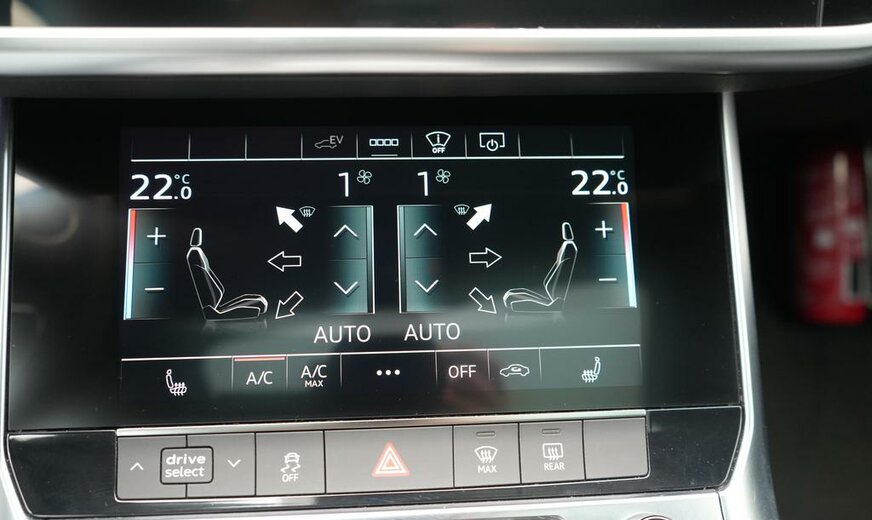 EV
OFF
22.0 °C 1 1 22.0 °C
AUTO AUTO
A/C A/C MAX ••• OFF
drive select
OFF
MAX
REAR